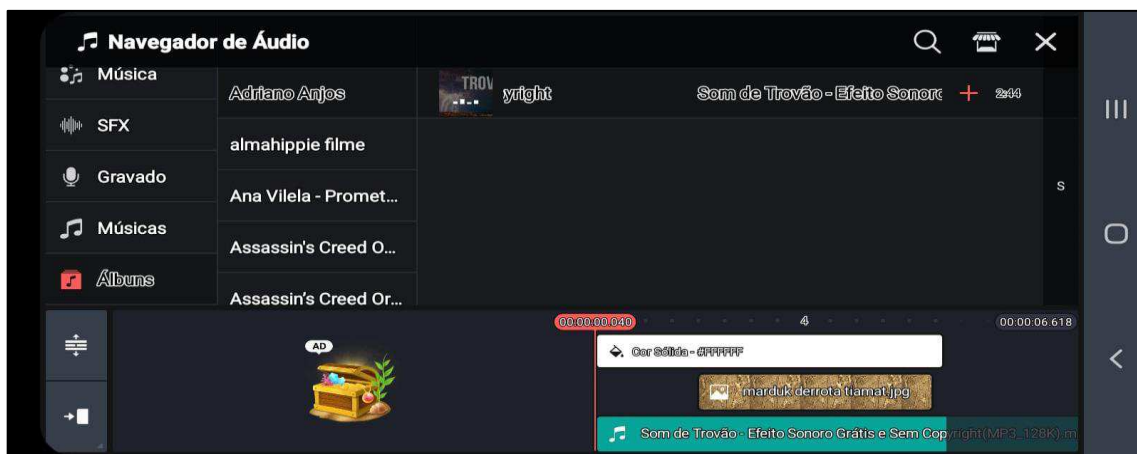 Navegador de Áudio
Música
SFX
Gravado
Músicas
Álbuns
Adriano Anjos
almahippie filme
Ana Vilela - Promet...
Assassin's Creed O...
Assassin's Creed Or...
TROV
yright
Som de Trovão - Efeito Sonoro
2:44
S
00:00:00.040
4
00:00:06.618
AD
Cor Sólida - #FFFFFF
marduk derrota tiamat.jpg
Som de Trovão - Efeito Sonoro Grátis e Sem Copyright(MP3_128K).m